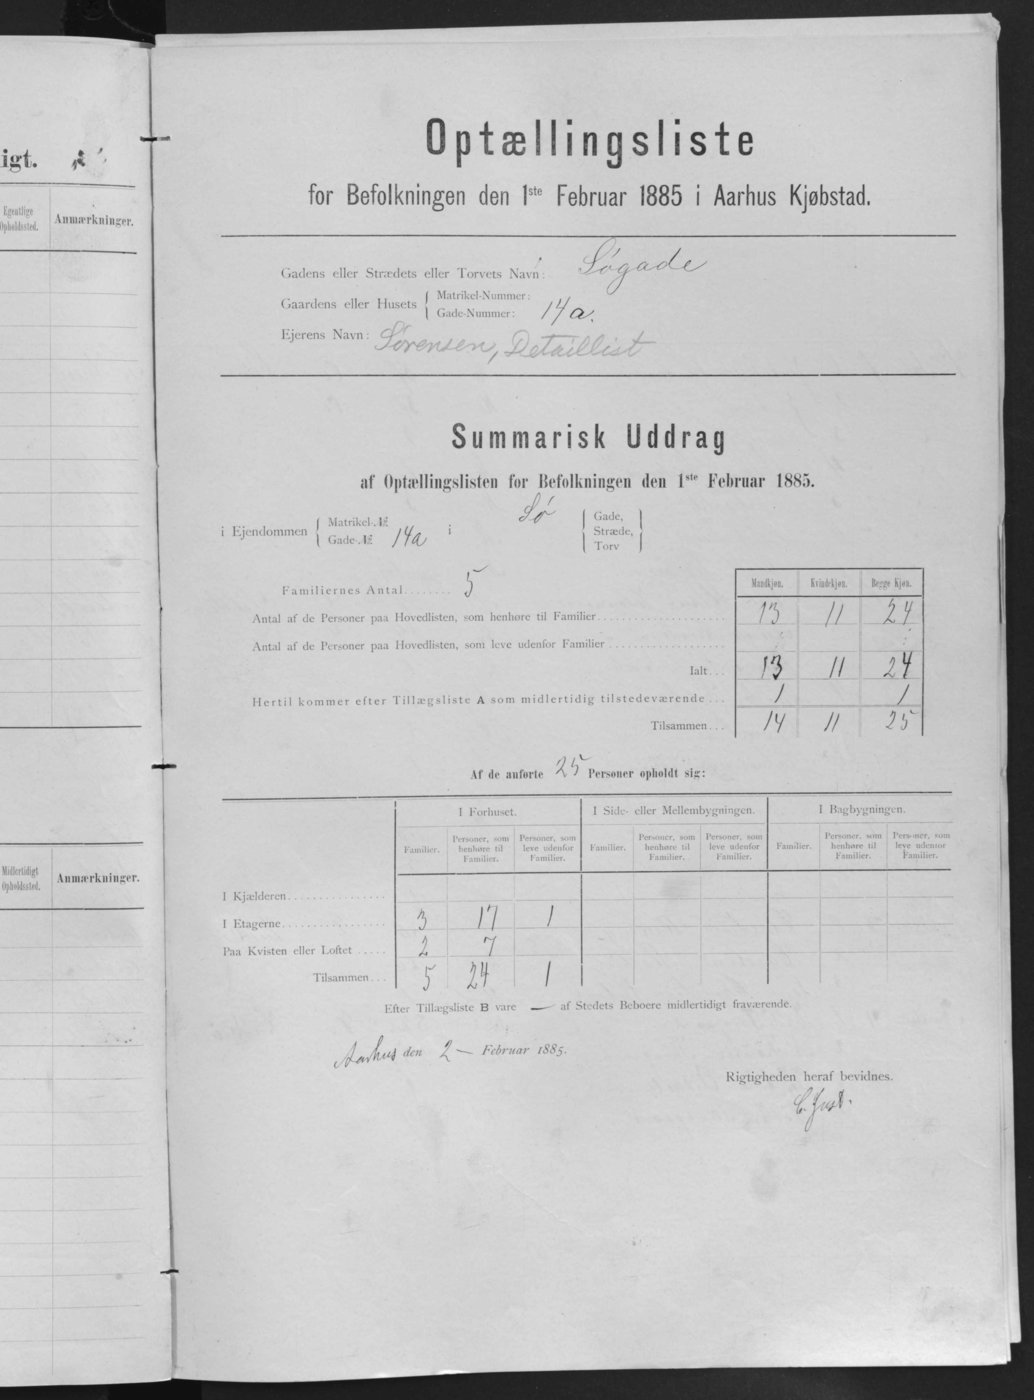 igt.
Egentlige Opholdssted.
Anmærkninger.
Midlertidigt Opholdssted.
Anmærkninger.
Optællingsliste
for Befolkningen den 1ste Februar 1885 i Aarhus Kjøbstad.
Gadens eller Strædets eller Torvets Navn: Søgade
Gaardens eller Husets { Matrikel-Nummer:
Gade-Nummer: 14a.
Ejerens Navn: Sørensen, Detaillist
Summarisk Uddrag
af Optællingslisten for Befolkningen den 1ste Februar 1885.
i Ejendommen { Matrikel-№
Gade-№ 14a i Sø { Gade, Stræde, Torv }
Mandkjøn. Kvindekjøn. Begge Kjøn.
Familiernes Antal........ 5
Antal af de Personer paa Hovedlisten, som henhøre til Familier 13 11 24
Antal af de Personer paa Hovedlisten, som leve udenfor Familier
Ialt... 13 11 24
Hertil kommer efter Tillægsliste A som midlertidig tilstedeværende... 1 1
Tilsammen... 14 11 25
Af de anførte 25 Personer opholdt sig:
I Forhuset. I Side- eller Mellembygningen. I Bagbygningen.
Familier. Personer, som henhøre til Familier. Personer, som leve udenfor Familier. Familier. Personer, som henhøre til Familier. Personer, som leve udenfor Familier. Familier. Personer, som henhøre til Familier. Personer, som leve udenfor Familier.
I Kjælderen
I Etagerne 3 17 1
Paa Kvisten eller Loftet 2 7
Tilsammen... 5 24 1
Efter Tillægsliste B vare — af Stedets Beboere midlertidigt fraværende.
Aarhus den 2 — Februar 1885.
Rigtigheden heraf bevidnes.
C. Just.